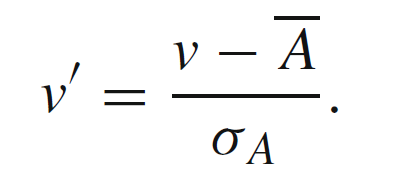 v′ = (v − A̅) / σ_A.